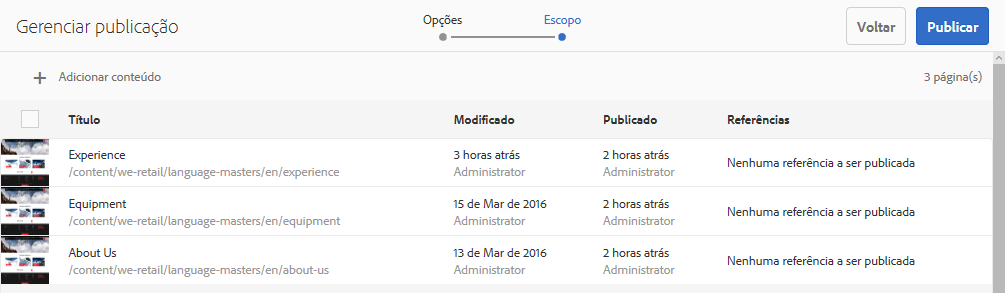 Gerenciar publicação
Opções
Escopo
Voltar
Publicar
Adicionar conteúdo
3 página(s)
Título Modificado Publicado Referências
Experience 3 horas atrás 2 horas atrás Nenhuma referência a ser publicada
/content/we-retail/language-masters/en/experience Administrator Administrator
Equipment 15 de Mar de 2016 2 horas atrás Nenhuma referência a ser publicada
/content/we-retail/language-masters/en/equipment Administrator Administrator
About Us 13 de Mar de 2016 2 horas atrás Nenhuma referência a ser publicada
/content/we-retail/language-masters/en/about-us Administrator Administrator